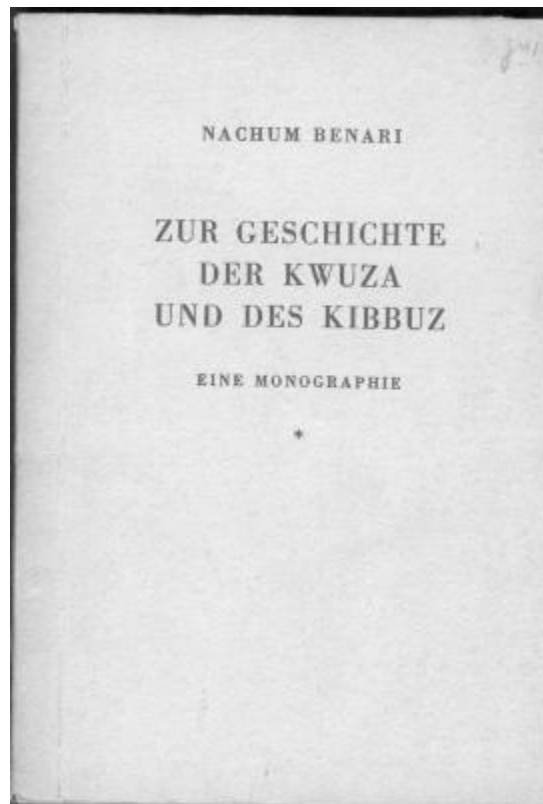 NACHUM BENARI
ZUR GESCHICHTE
DER KWUZA
UND DES KIBBUZ
EINE MONOGRAPHIE
*